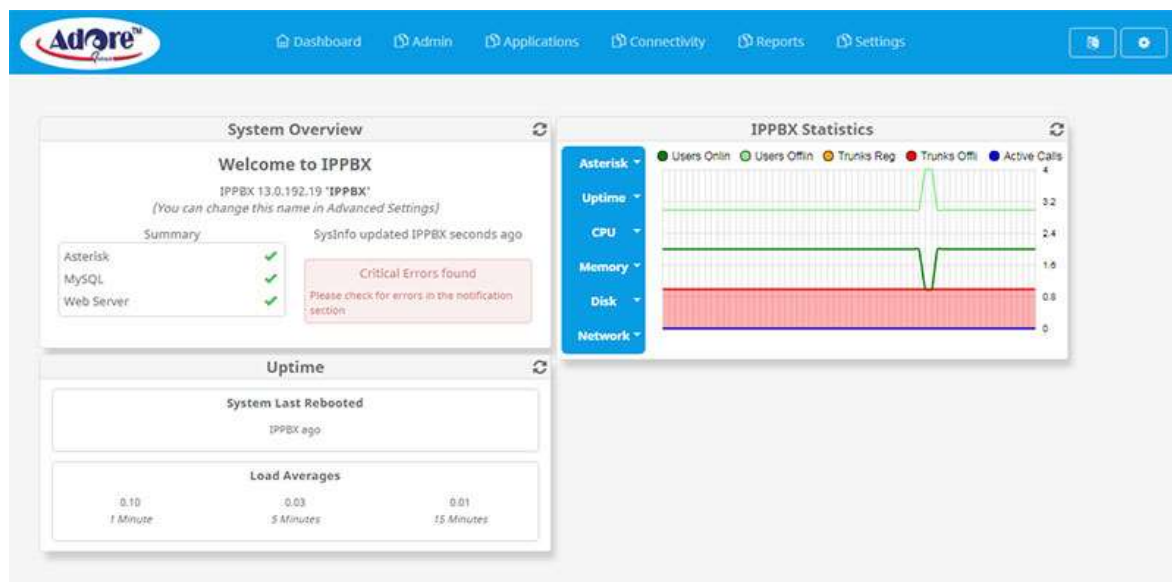 Adore™
Dashboard Admin Applications Connectivity Reports Settings
System Overview
Welcome to IPPBX
IPPBX 13.0.192.19 "IPPBX"
(You can change this name in Advanced Settings)
Summary
Asterisk
MySQL
Web Server
SysInfo updated IPPBX seconds ago
Critical Errors found
Please check for errors in the notification
section
Uptime
System Last Rebooted
IPPBX ago
Load Averages
0.10 0.03 0.01
1 Minute 5 Minutes 15 Minutes
IPPBX Statistics
Asterisk
Uptime
CPU
Memory
Disk
Network
Users Onlin Users Offlin Trunks Reg Trunks Offli Active Calls
4
3.2
2.4
1.6
0.8
0